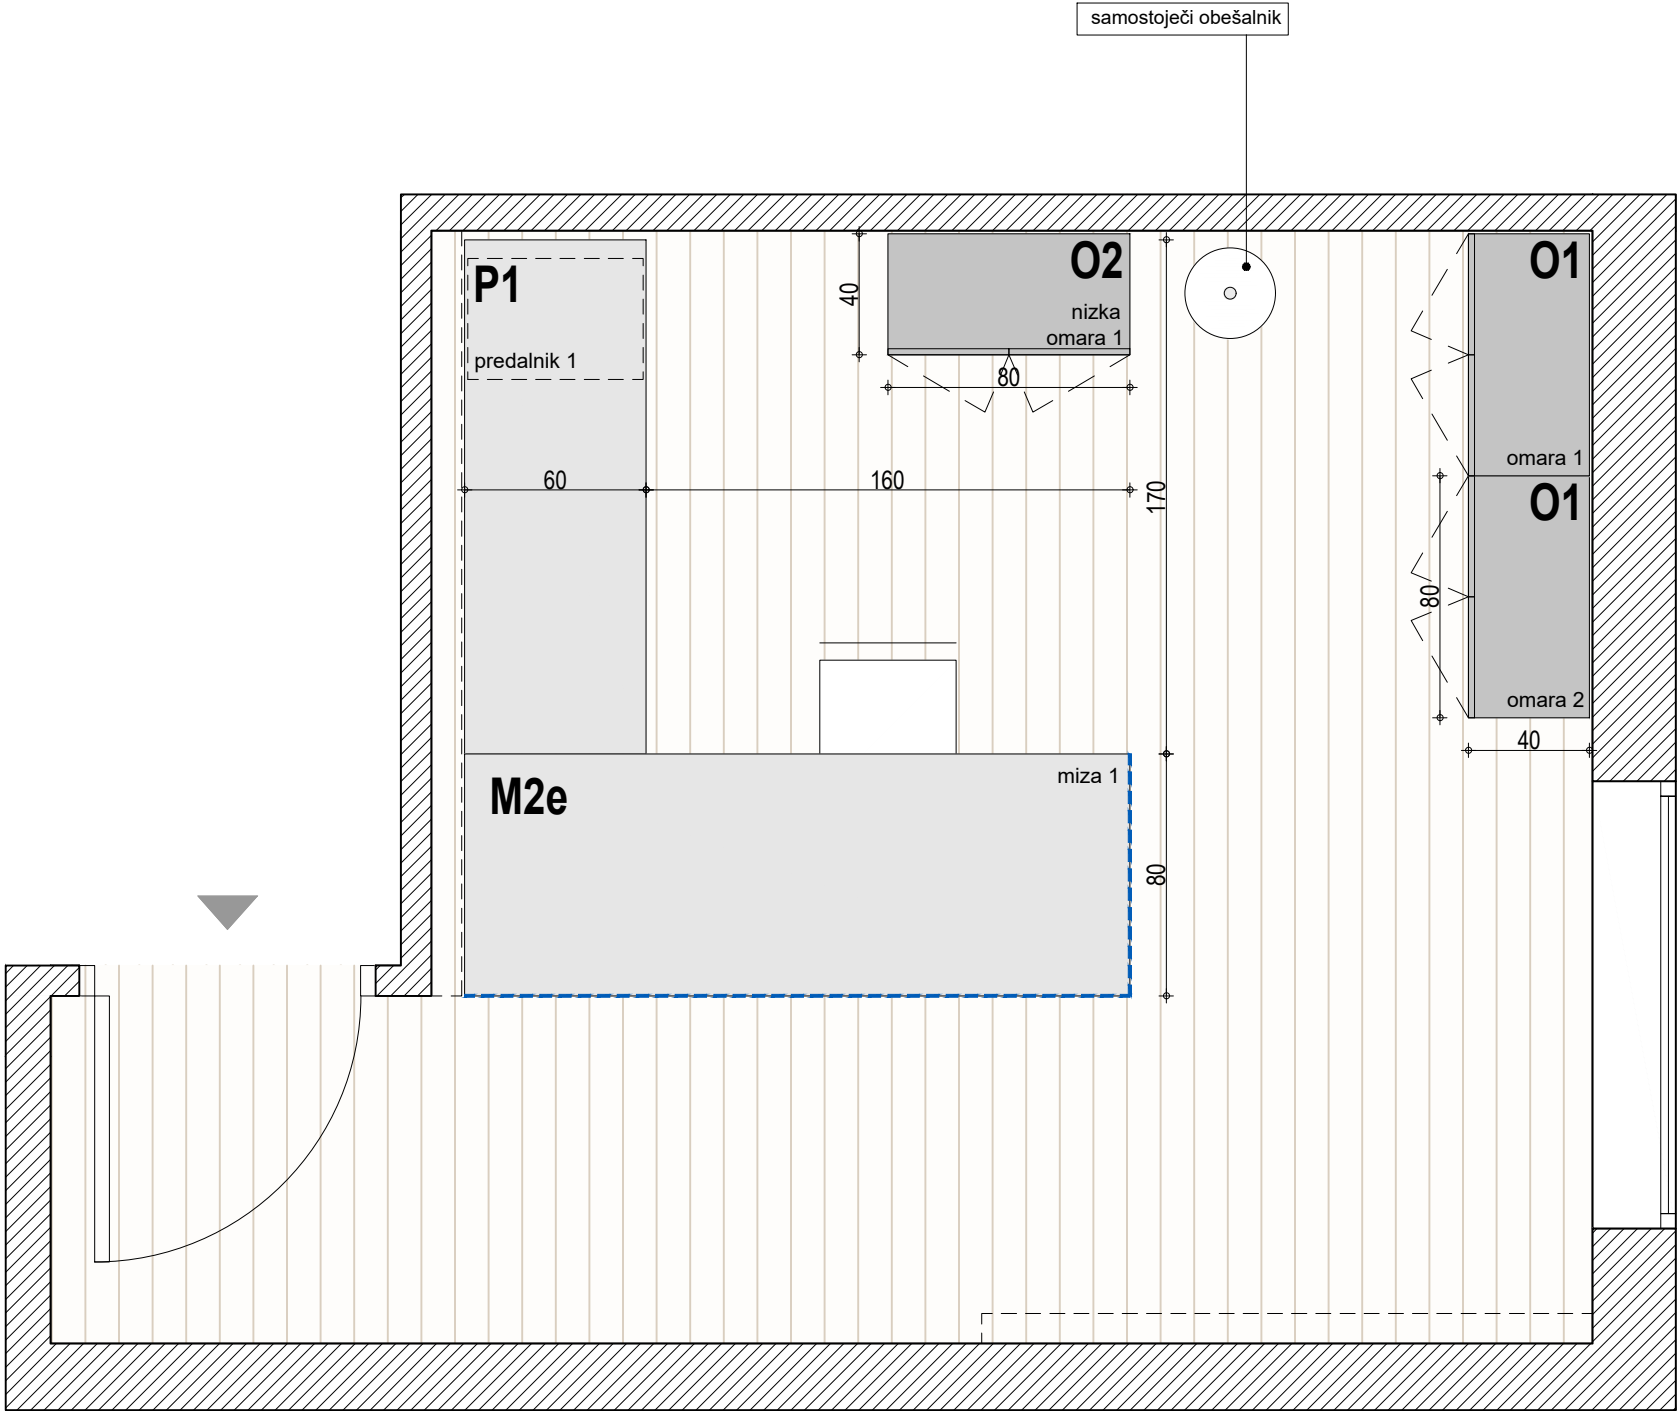 samostoječi obešalnik
P1
predalnik 1
40
O2
nizka
omara 1
80
O1
omara 1
60
160
170
O1
80
omara 2
40
M2e
miza 1
80